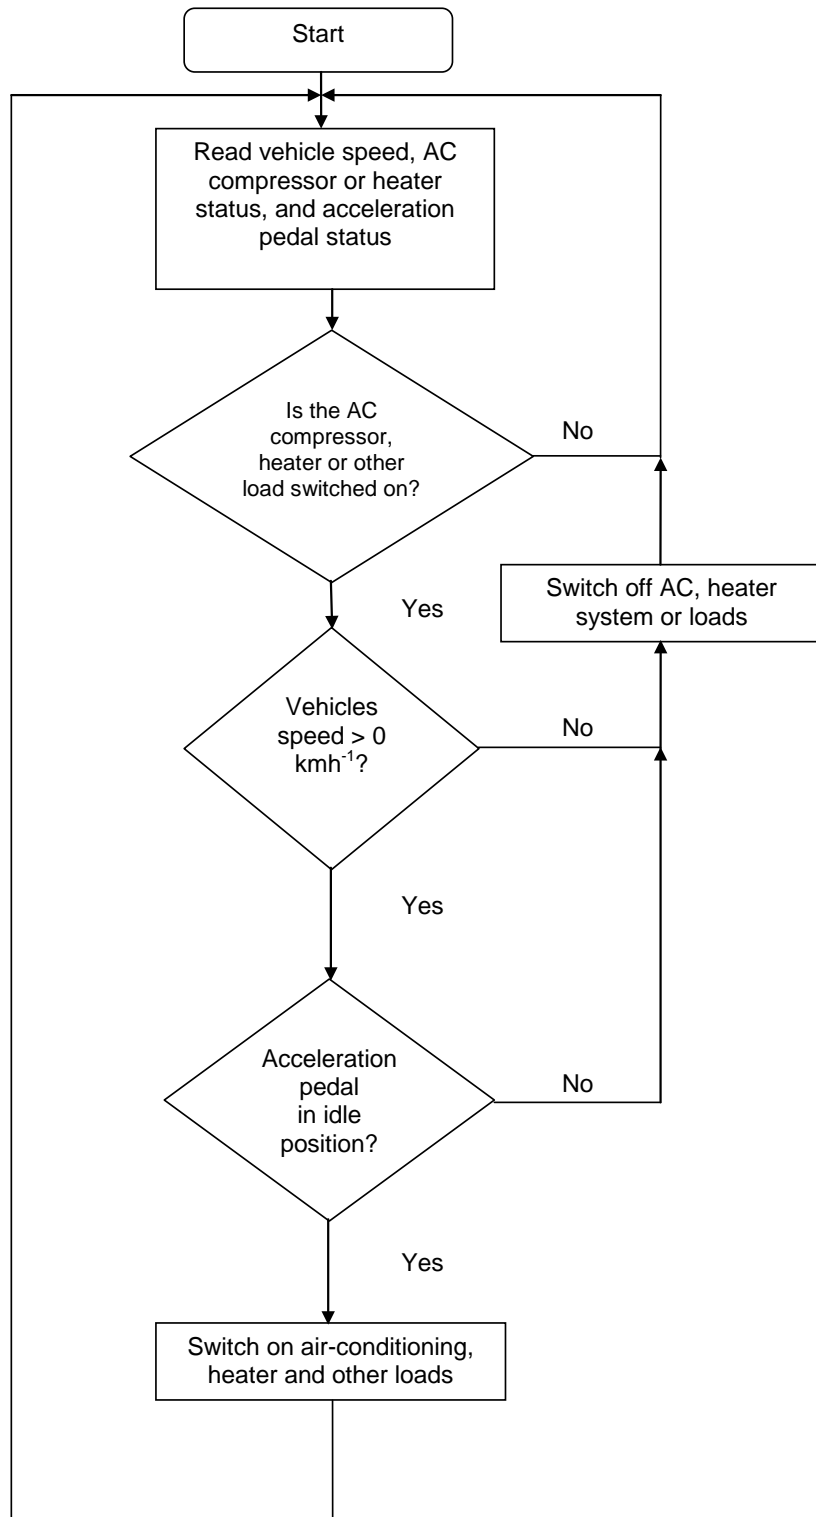 Start
Read vehicle speed, AC
compressor or heater
status, and acceleration
pedal status
Is the AC
compressor,
heater or other
load switched on?
No
Yes
Switch off AC, heater
system or loads
Vehicles
speed > 0
kmh⁻¹?
No
Yes
Acceleration
pedal
in idle
position?
No
Yes
Switch on air-conditioning,
heater and other loads